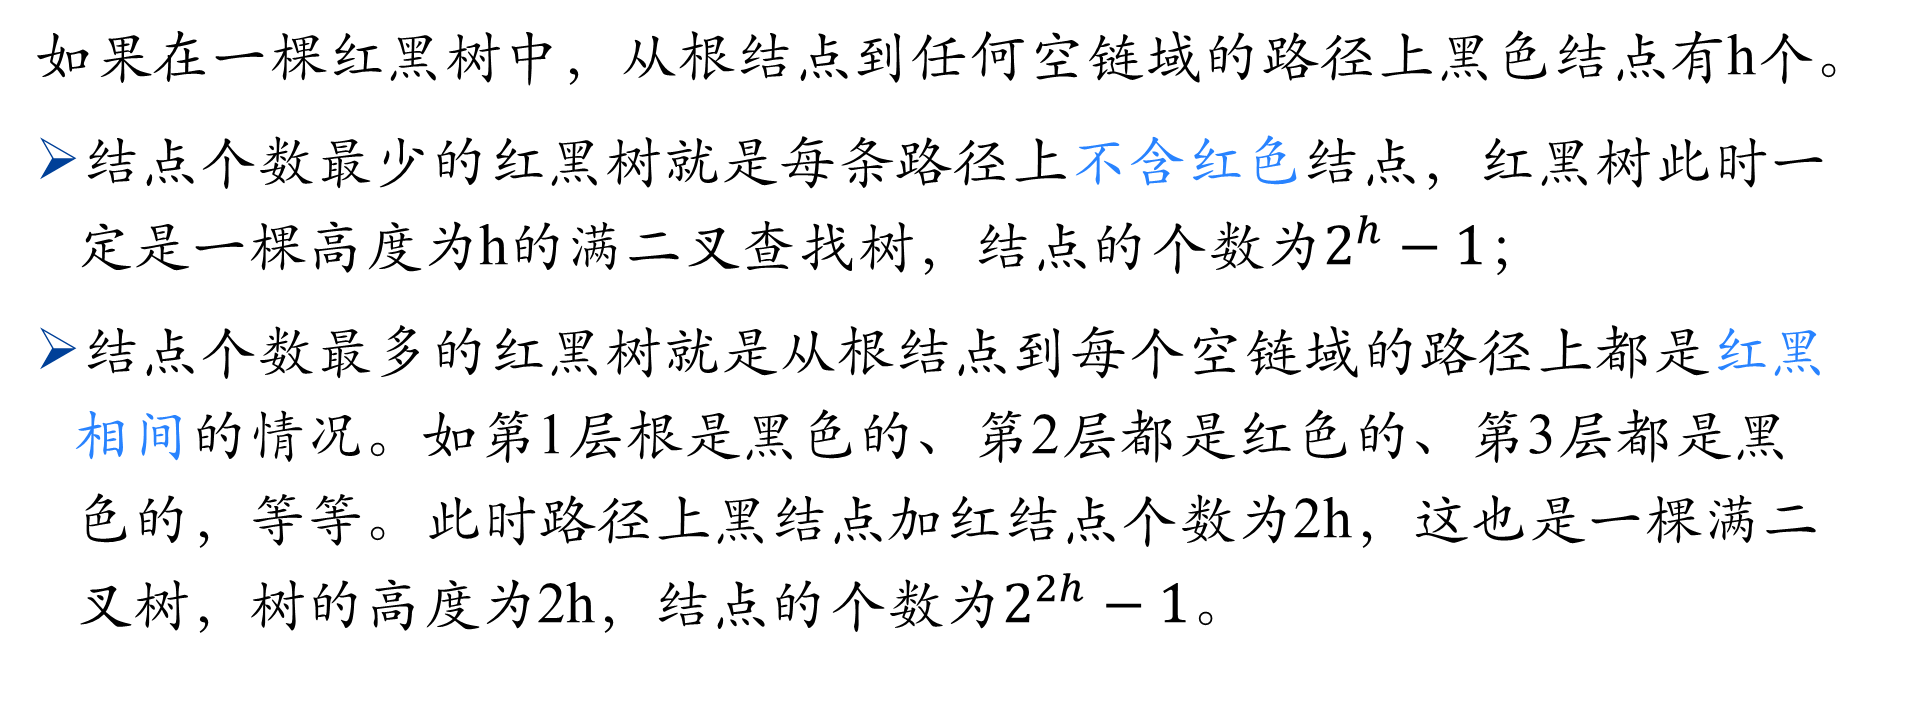 如果在一棵红黑树中，从根结点到任何空链域的路径上黑色结点有h个。
➢结点个数最少的红黑树就是每条路径上不含红色结点，红黑树此时一
定是一棵高度为h的满二叉查找树，结点的个数为2^h − 1；
➢结点个数最多的红黑树就是从根结点到每个空链域的路径上都是红黑
相间的情况。如第1层根是黑色的、第2层都是红色的、第3层都是黑
色的，等等。此时路径上黑结点加红结点个数为2h，这也是一棵满二
叉树，树的高度为2h，结点的个数为2^{2h} − 1。